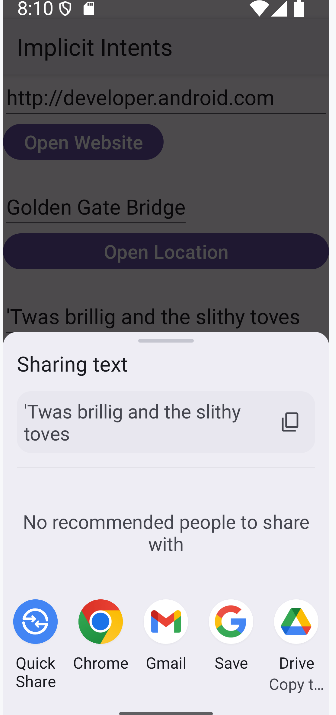 8:10
Implicit Intents
http://developer.android.com
Open Website
Golden Gate Bridge
Open Location
'Twas brillig and the slithy toves
Sharing text
'Twas brillig and the slithy
toves
No recommended people to share
with
Quick
Share
Chrome
Gmail
Save
Drive
Copy t...